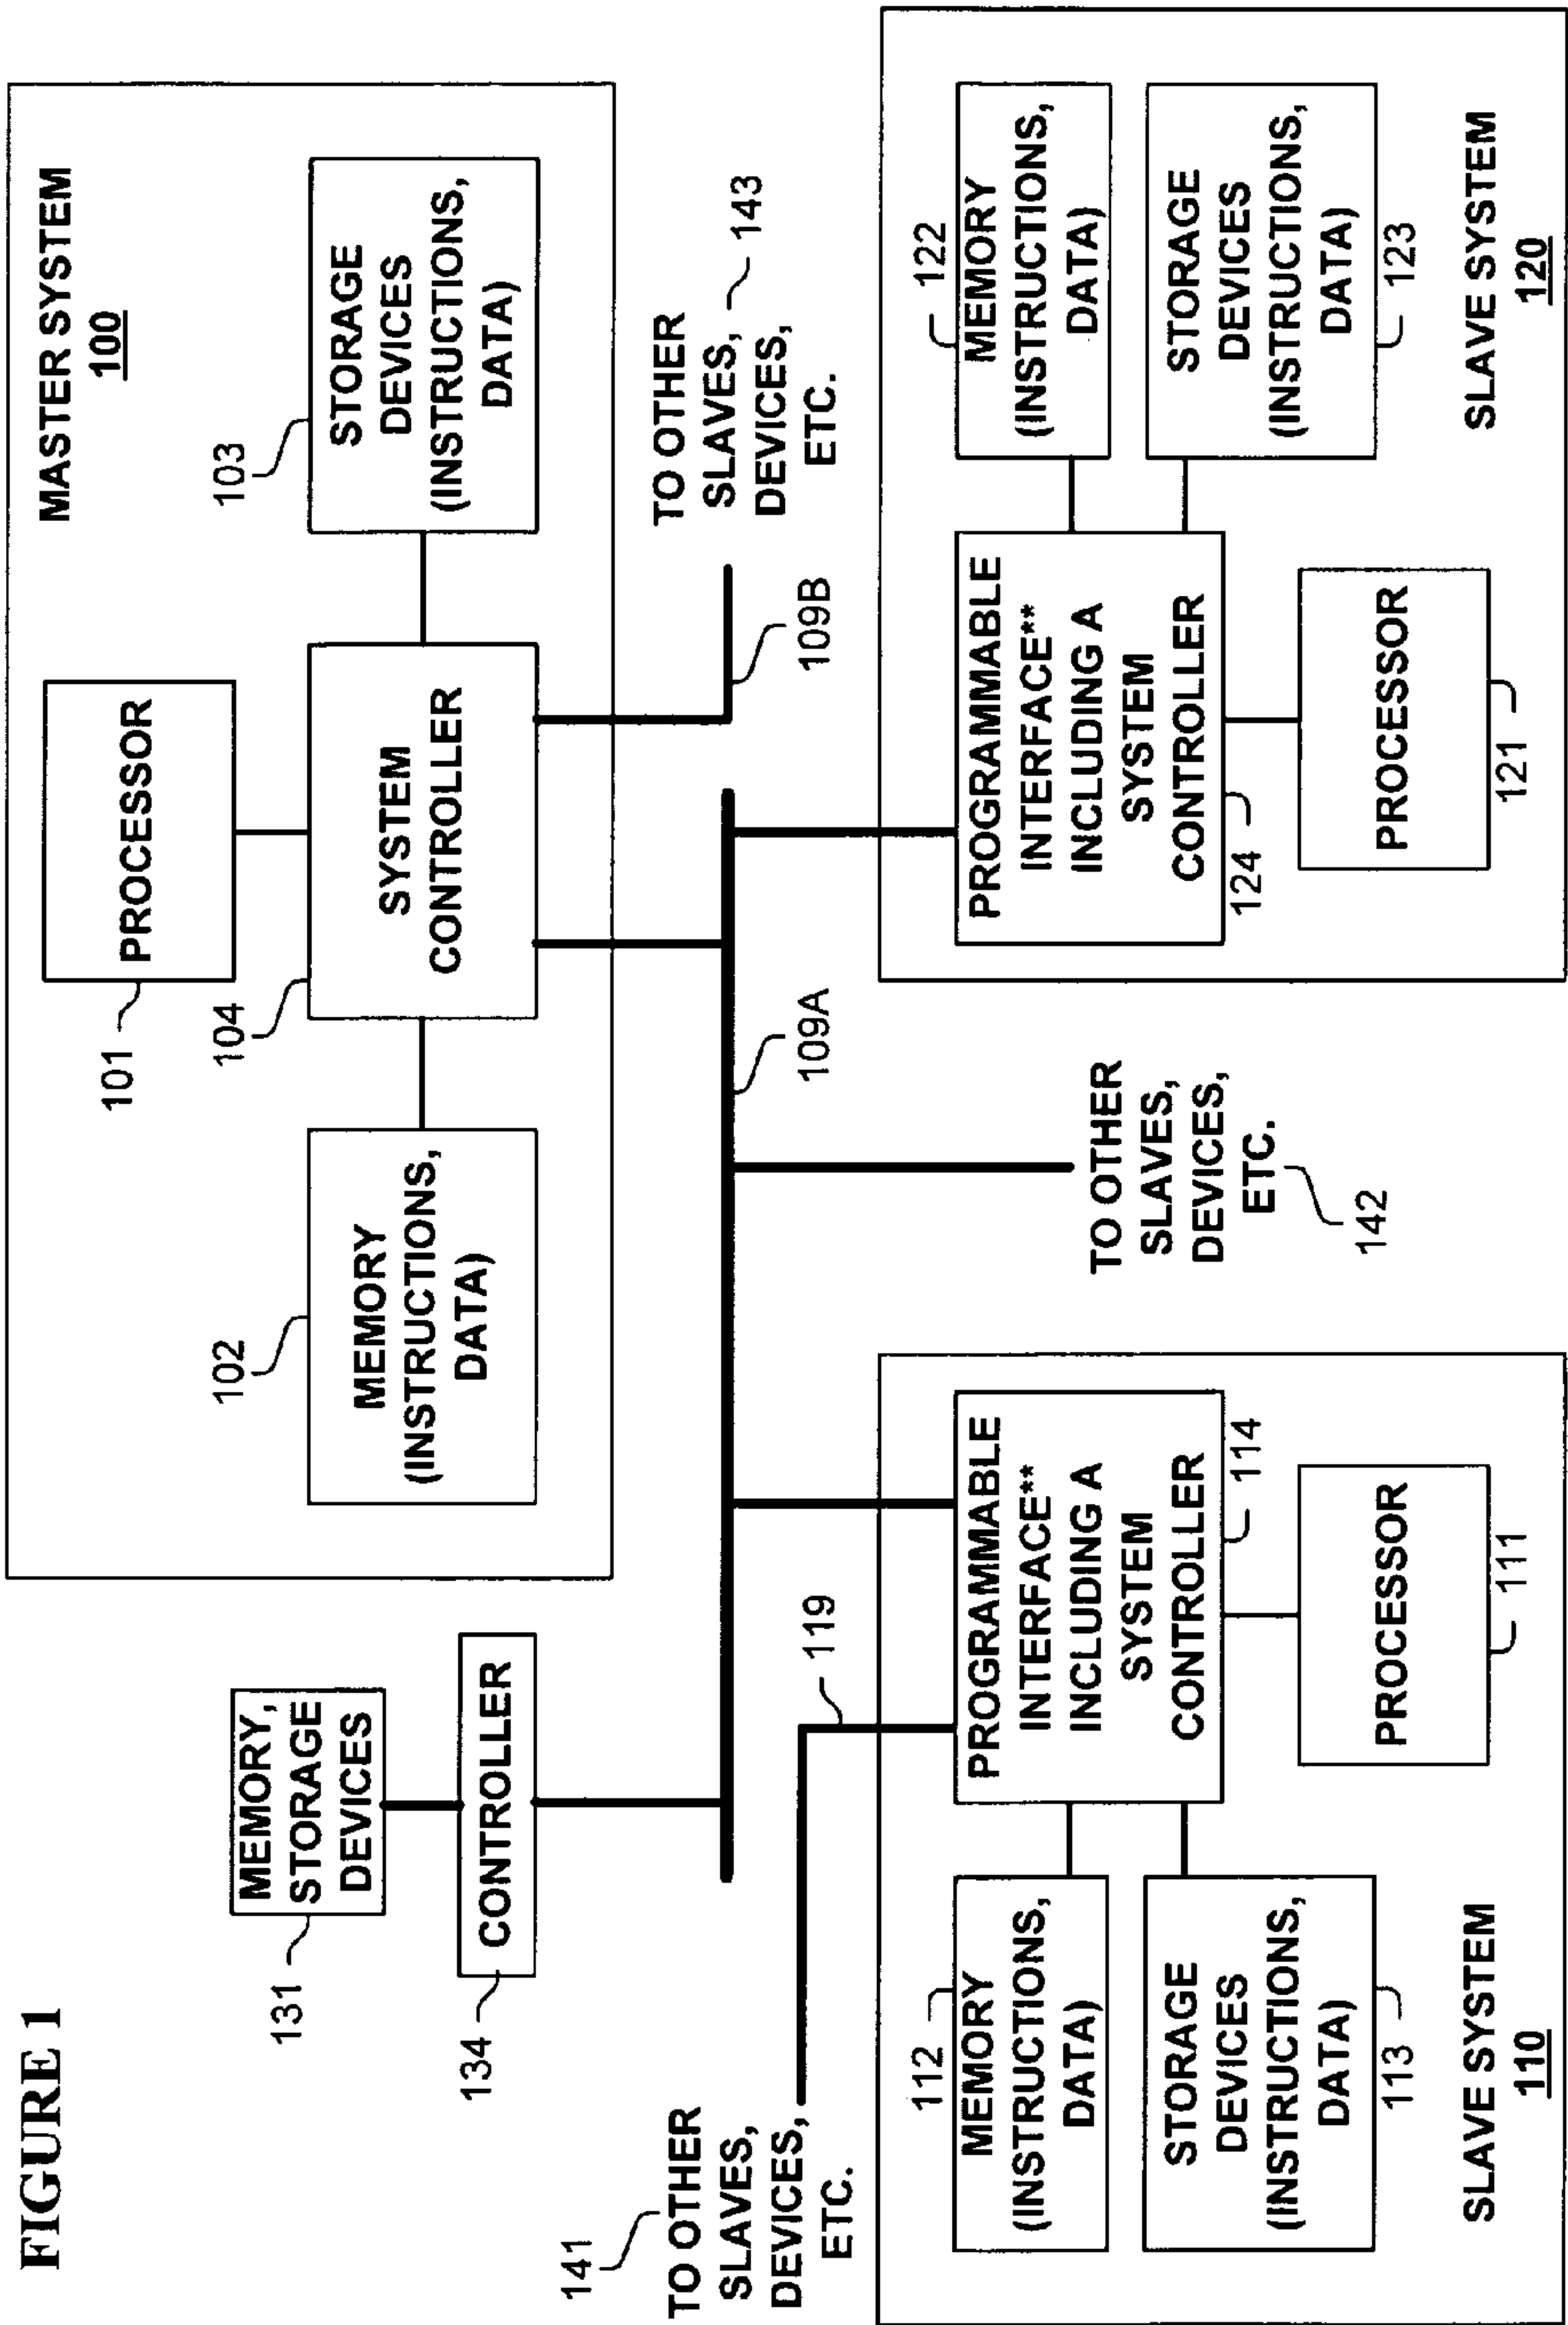 FIGURE 1
MASTER SYSTEM
100
PROCESSOR
101
MEMORY,
STORAGE
DEVICES
131
102
104
103
MEMORY
(INSTRUCTIONS,
DATA)
SYSTEM
CONTROLLER
STORAGE
DEVICES
(INSTRUCTIONS,
DATA)
CONTROLLER
134
141
TO OTHER
SLAVES,
DEVICES,
ETC.
119
109A
109B
TO OTHER
SLAVES,
DEVICES,
ETC.
143
112
MEMORY
(INSTRUCTIONS,
DATA)
STORAGE
DEVICES
(INSTRUCTIONS,
DATA)
113
PROGRAMMABLE
INTERFACE**
INCLUDING A
SYSTEM
CONTROLLER
114
PROCESSOR
111
SLAVE SYSTEM
110
TO OTHER
SLAVES,
DEVICES,
ETC.
142
PROGRAMMABLE
INTERFACE**
INCLUDING A
SYSTEM
CONTROLLER
124
PROCESSOR
121
122
MEMORY
(INSTRUCTIONS,
DATA)
STORAGE
DEVICES
(INSTRUCTIONS,
DATA)
123
SLAVE SYSTEM
120